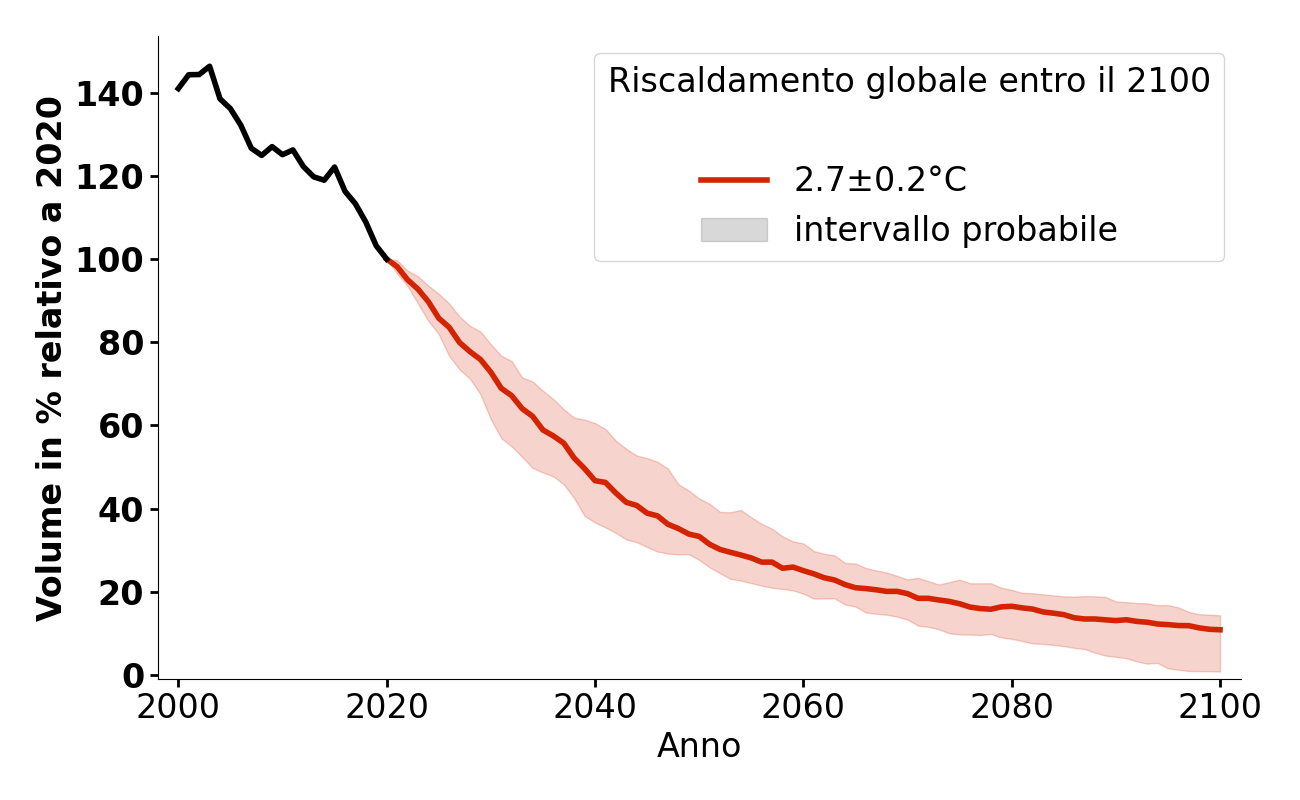 Riscaldamento globale entro il 2100
2.7±0.2°C
intervallo probabile
Volume in % relativo a 2020
140
120
100
80
60
40
20
0
2000 2020 2040 2060 2080 2100
Anno